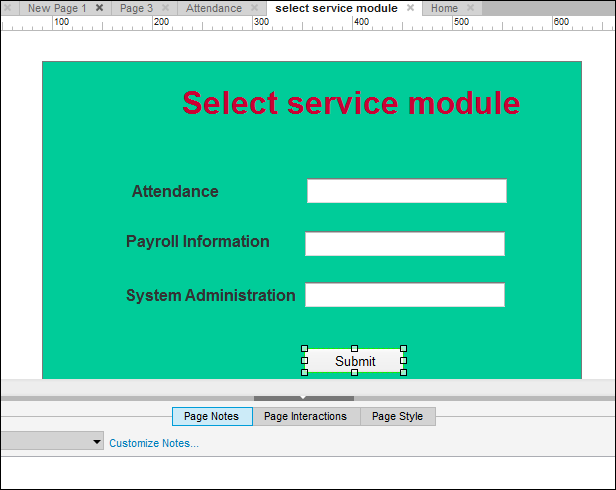 New Page 1 Page 3 Attendance select service module Home
100 200 300 400 500 600
Select service module
Attendance
Payroll Information
System Administration
Submit
Page Notes Page Interactions Page Style
Customize Notes...